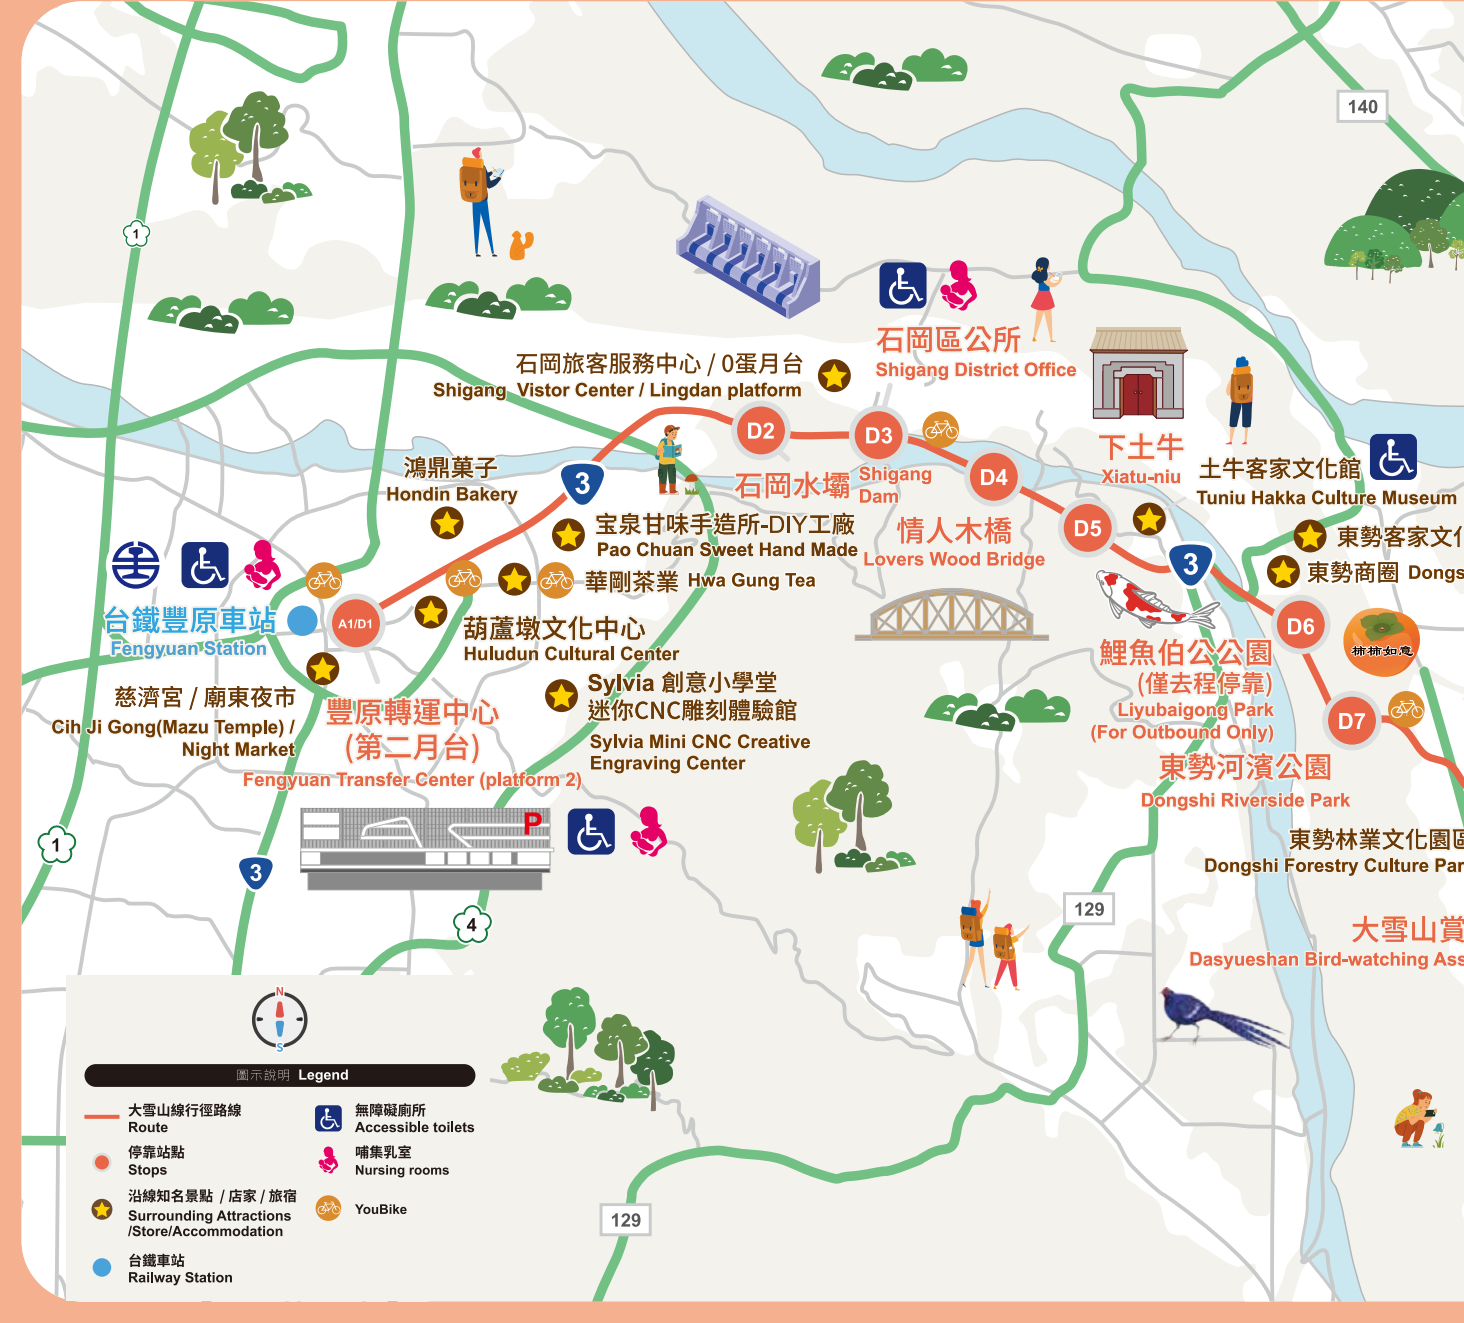 140
1
石岡區公所
Shigang District Office
石岡旅客服務中心 / 0蛋月台
Shigang Vistor Center / Lingdan platform
D2
D3
D4
D5
D6
D7
A1/D1
石岡水壩
Shigang
Dam
下土牛
Xiatu-niu
土牛客家文化館
Tuniu Hakka Culture Museum
鴻鼎菓子
Hondin Bakery
3
宝泉甘味手造所-DIY工廠
Pao Chuan Sweet Hand Made
情人木橋
Lovers Wood Bridge
東勢客家文化
3
東勢商圈 Dongs
華剛茶業 Hwa Gung Tea
台鐵豐原車站
Fengyuan Station
葫蘆墩文化中心
Huludun Cultural Center
柿柿如意
鯉魚伯公公園
(僅去程停靠)
Liyubaigong Park
(For Outbound Only)
慈濟宮 / 廟東夜市
Cih Ji Gong(Mazu Temple) /
Night Market
Sylvia 創意小學堂
迷你CNC雕刻體驗館
Sylvia Mini CNC Creative
Engraving Center
豐原轉運中心
(第二月台)
Fengyuan Transfer Center (platform 2)
P
東勢河濱公園
Dongshi Riverside Park
1
3
4
東勢林業文化園區
Dongshi Forestry Culture Par
129
大雪山賞
Dasyueshan Bird-watching Ass
N
S
圖示說明 Legend
大雪山線行徑路線
Route
停靠站點
Stops
沿線知名景點 / 店家 / 旅宿
Surrounding Attractions
/Store/Accommodation
台鐵車站
Railway Station
無障礙廁所
Accessible toilets
哺集乳室
Nursing rooms
YouBike
129